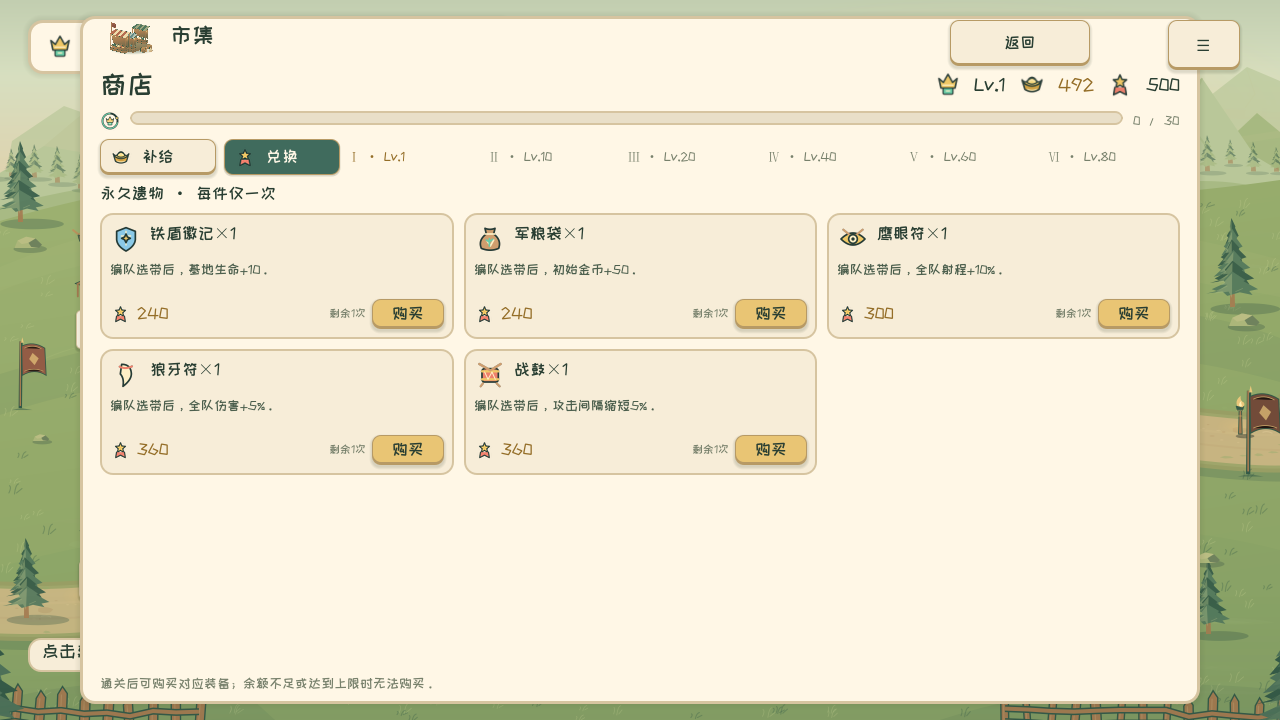 市集
返回
☰
商店
Lv.1 492 500
0 / 30
补给 兑换 I · Lv.1 II · Lv.10 III · Lv.20 IV · Lv.40 V · Lv.60 VI · Lv.80
永久遗物 · 每件仅一次
铁盾徽记×1
编队选带后，基地生命+10.
240 剩余1次 购买
军粮袋×1
编队选带后，初始金币+50.
240 剩余1次 购买
鹰眼符×1
编队选带后，全队射程+10%.
300 剩余1次 购买
狼牙符×1
编队选带后，全队伤害+5%.
360 剩余1次 购买
战鼓×1
编队选带后，攻击间隔缩短5%.
360 剩余1次 购买
点击
通关后可购买对应装备；余额不足或达到上限时无法购买.